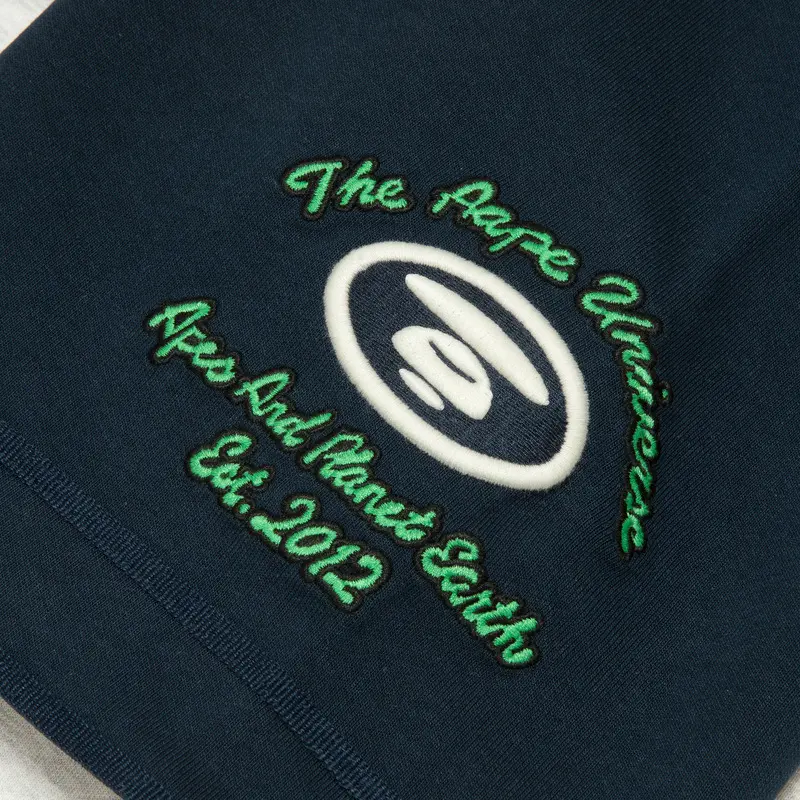 The Aape Universe
Apes And Planet Earth
Est. 2012